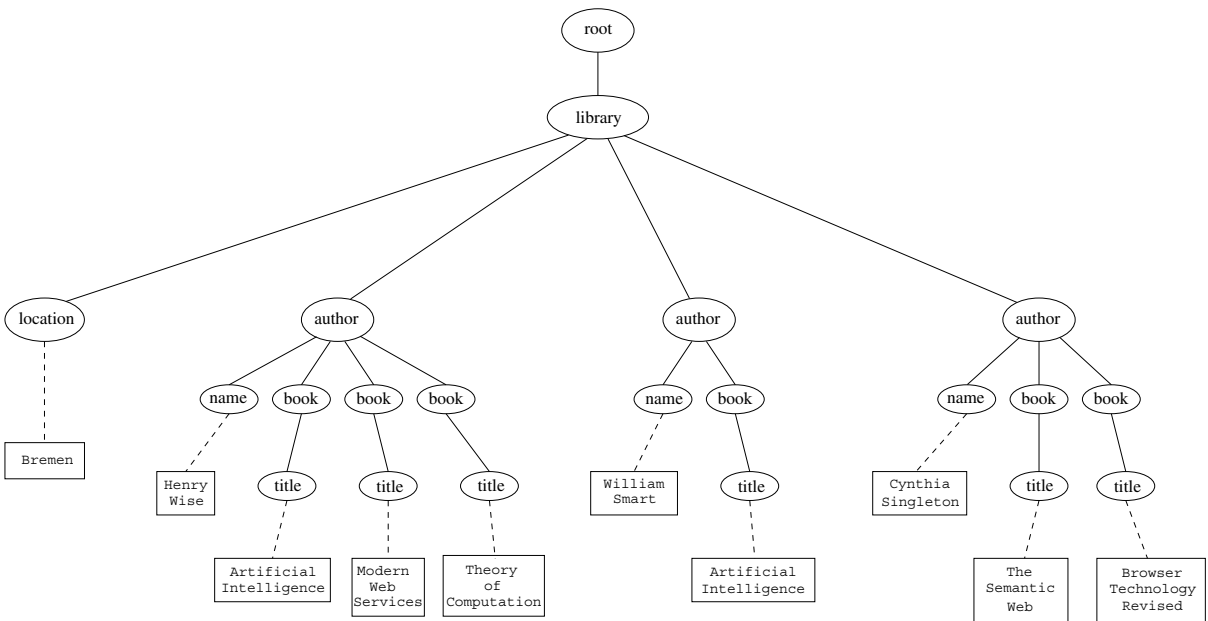 root
library
location
author
author
author
name
book
book
book
name
book
name
book
book
Bremen
Henry
Wise
title
title
title
William
Smart
title
Cynthia
Singleton
title
title
Artificial
Intelligence
Modern
Web
Services
Theory
of
Computation
Artificial
Intelligence
The
Semantic
Web
Browser
Technology
Revised